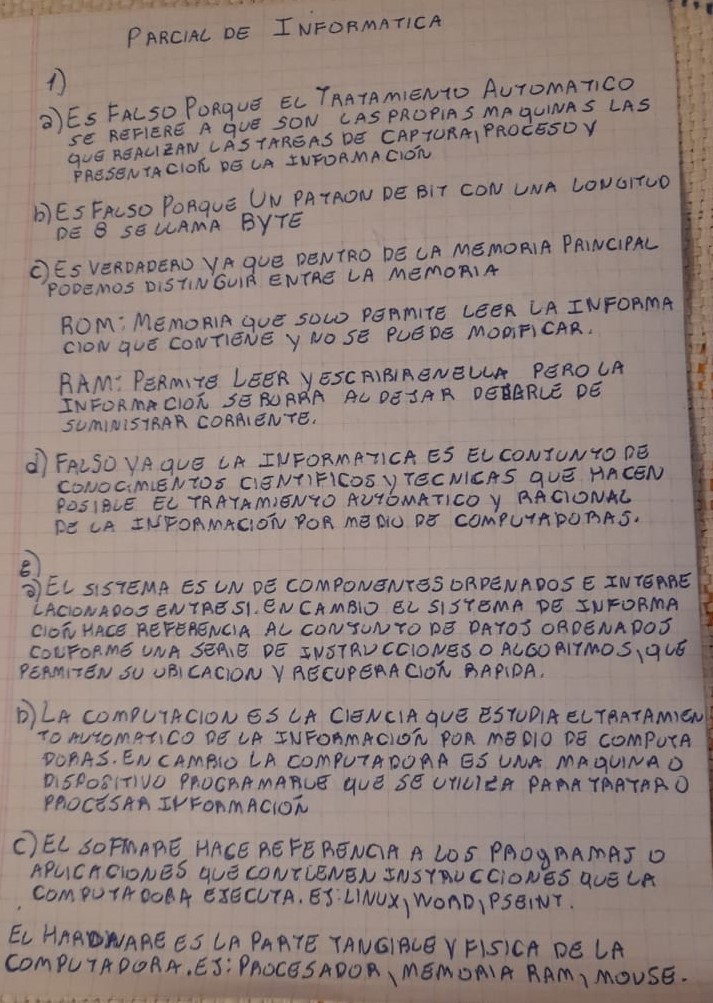 PARCIAL DE INFORMATICA
1)
a) ES FALSO PORQUE EL TRATAMIENTO AUTOMATICO
SE REFIERE A QUE SON LAS PROPIAS MAQUINAS LAS
QUE REALIZAN LAS TAREAS DE CAPTURA, PROCESO Y
PRESENTACIÓN DE LA INFORMACIÓN
b) ES FALSO PORQUE UN PATRON DE BIT CON UNA LONGITUD
DE 8 SE LLAMA BYTE
c) ES VERDADERO YA QUE DENTRO DE LA MEMORIA PRINCIPAL
PODEMOS DISTINGUIR ENTRE LA MEMORIA
ROM: MEMORIA QUE SOLO PERMITE LEER LA INFORMA
CION QUE CONTIENE Y NO SE PUEDE MODIFICAR.
RAM: PERMITE LEER Y ESCRIBIR EN ELLA PERO LA
INFORMACIÓN SE BORRA AL DEJAR DE DARLE DE
SUMINISTRAR CORRIENTE.
d) FALSO YA QUE LA INFORMATICA ES EL CONJUNTO DE
CONOCIMIENTOS CIENTIFICOS Y TECNICAS QUE HACEN
POSIBLE EL TRATAMIENTO AUTOMATICO Y RACIONAL
DE LA INFORMACIÓN POR MEDIO DE COMPUTADORAS.
2)
a) EL SISTEMA ES UN DE COMPONENTES ORDENADOS E INTERRE
LACIONADOS ENTRE SI. EN CAMBIO EL SISTEMA DE INFORMA
CIÓN HACE REFERENCIA AL CONJUNTO DE DATOS ORDENADOS
CONFORME UNA SERIE DE INSTRUCCIONES O ALGORITMOS, QUE
PERMITEN SU UBICACION Y RECUPERACIÓN RAPIDA.
b) LA COMPUTACION ES LA CIENCIA QUE ESTUDIA EL TRATAMIEN
TO AUTOMATICO DE LA INFORMACIÓN POR MEDIO DE COMPUTA
DORAS. EN CAMBIO LA COMPUTADORA ES UNA MAQUINA O
DISPOSITIVO PROGRAMABLE QUE SE UTILIZA PARA TRATAR O
PROCESAR INFORMACIÓN
c) EL SOFTWARE HACE REFERENCIA A LOS PROGRAMAS O
APLICACIONES QUE CONTIENEN INSTRUCCIONES QUE LA
COMPUTADORA EJECUTA. EJ: LINUX, WORD, PSEINT.
EL HARDWARE ES LA PARTE TANGIBLE Y FISICA DE LA
COMPUTADORA. EJ: PROCESADOR, MEMORIA RAM, MOUSE.